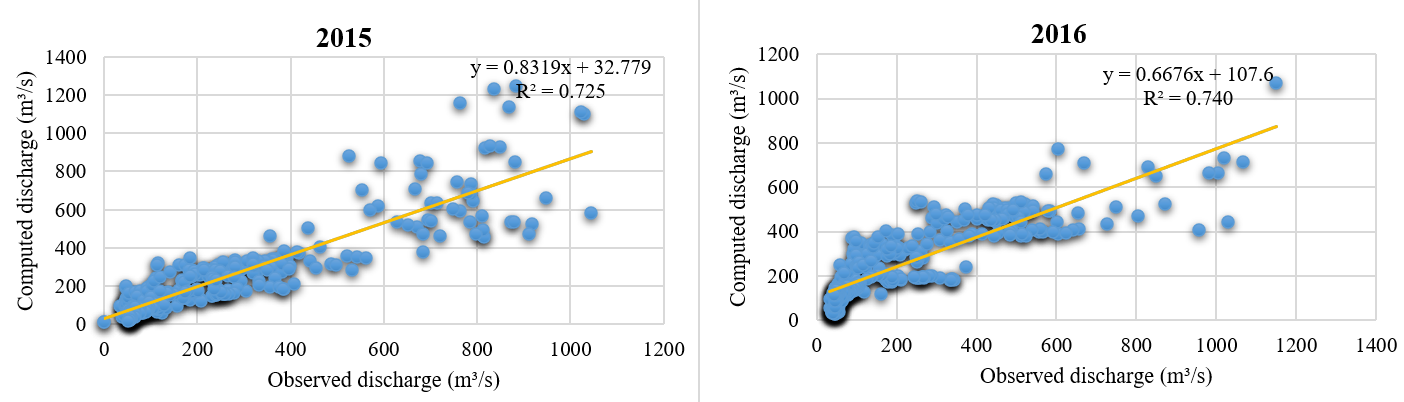 2015
y = 0.8319x + 32.779
R² = 0.725
Computed discharge (m³/s)
1400
1200
1000
800
600
400
200
0
0 200 400 600 800 1000 1200
Observed discharge (m³/s)
2016
y = 0.6676x + 107.6
R² = 0.740
Computed discharge (m³/s)
1200
1000
800
600
400
200
0
0 200 400 600 800 1000 1200 1400
Observed discharge (m³/s)